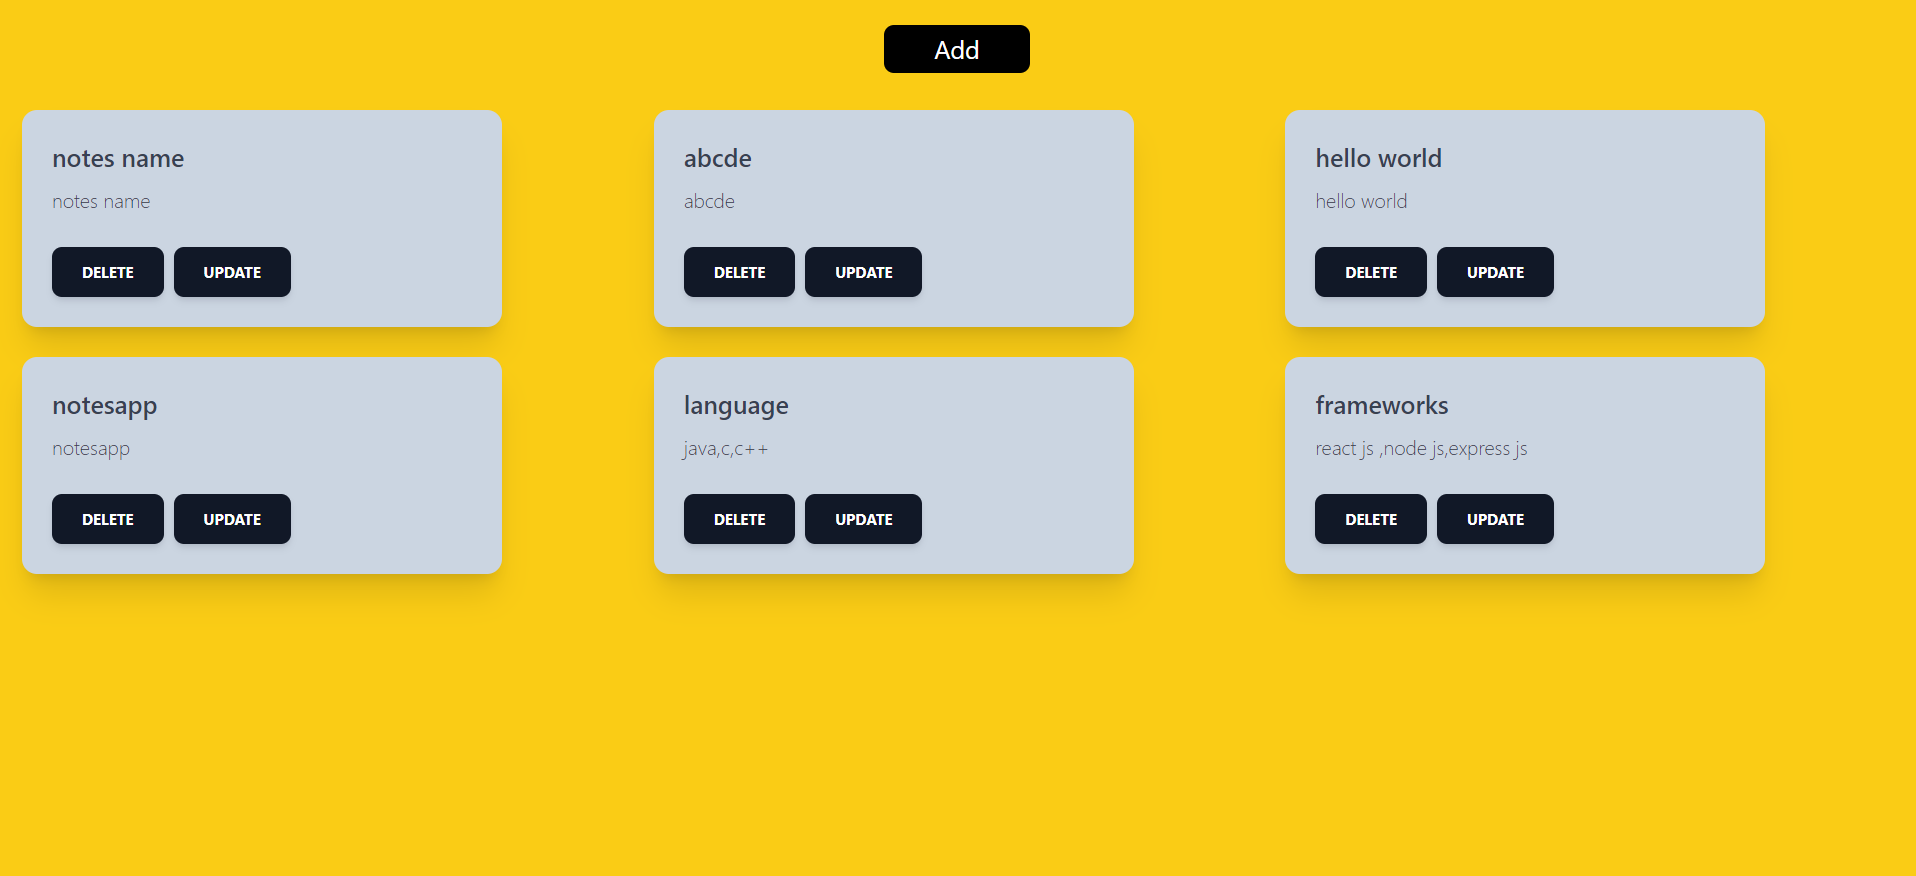 Add
notes name
notes name
DELETE UPDATE
abcde
abcde
DELETE UPDATE
hello world
hello world
DELETE UPDATE
notesapp
notesapp
DELETE UPDATE
language
java,c,c++
DELETE UPDATE
frameworks
react js ,node js,express js
DELETE UPDATE